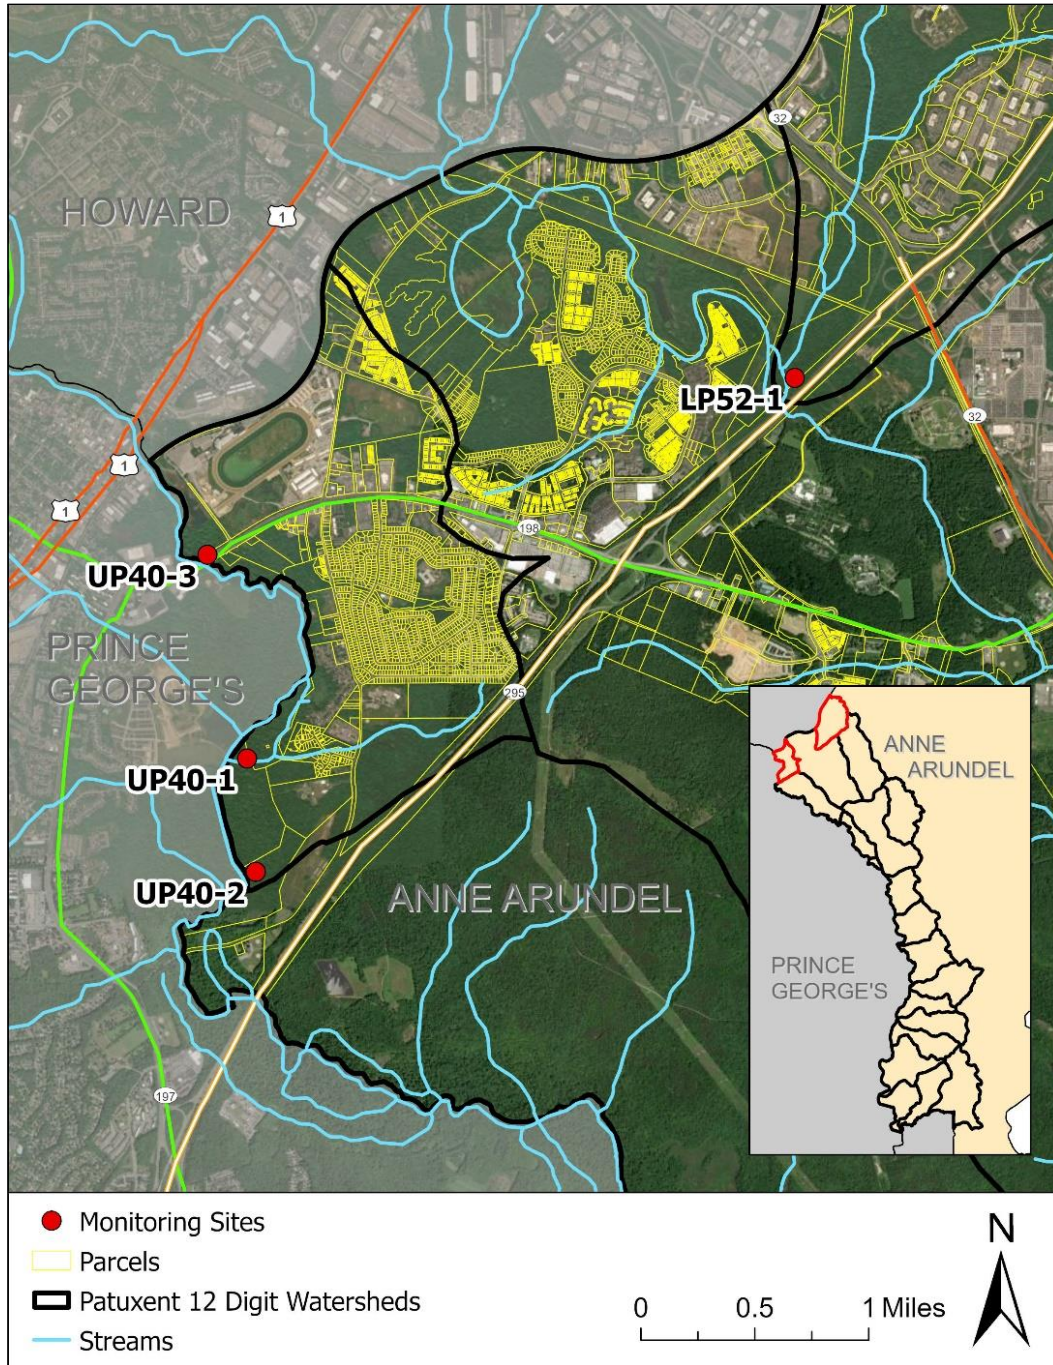 32
HOWARD
1
LP52-1
32
1
1
198
UP40-3
PRINCE
GEORGE'S
295
ANNE
ARUNDEL
UP40-1
UP40-2
ANNE ARUNDEL
PRINCE
GEORGE'S
197
Monitoring Sites
Parcels
Patuxent 12 Digit Watersheds
Streams
N
0 0.5 1 Miles